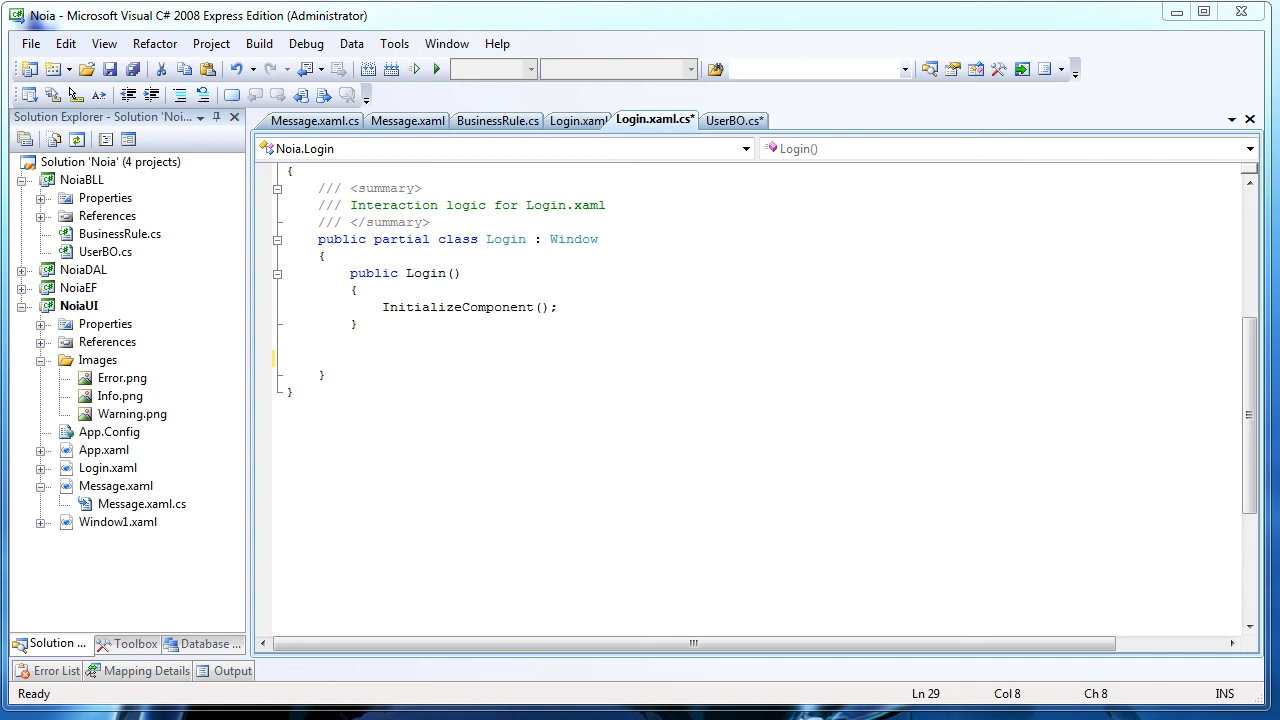 Noia - Microsoft Visual C# 2008 Express Edition (Administrator)
File Edit View Refactor Project Build Debug Data Tools Window Help
Solution Explorer - Solution 'Noi...
Message.xaml.cs Message.xaml BusinessRule.cs Login.xaml Login.xaml.cs* UserBO.cs*
Noia.Login Login()
Solution 'Noia' (4 projects)
NoiaBLL
Properties
References
BusinessRule.cs
UserBO.cs
NoiaDAL
NoiaEF
NoiaUI
Properties
References
Images
Error.png
Info.png
Warning.png
App.Config
App.xaml
Login.xaml
Message.xaml
Message.xaml.cs
Window1.xaml
{
/// <summary>
/// Interaction logic for Login.xaml
/// </summary>
public partial class Login : Window
{
public Login()
{
InitializeComponent();
}
}
}
Solution ... Toolbox Database ...
Error List Mapping Details Output
Ready Ln 29 Col 8 Ch 8 INS